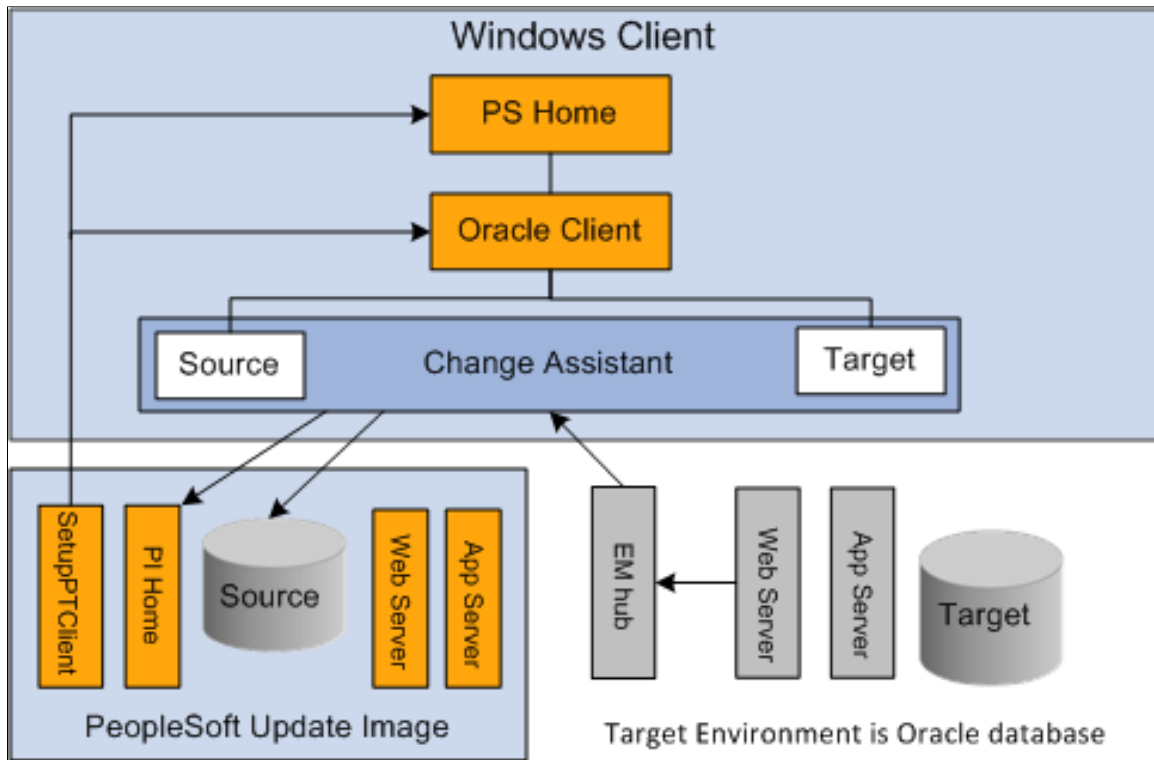 Windows Client
PS Home
Oracle Client
Source
Change Assistant
Target
SetupPTClient
PI Home
Source
Web Server
App Server
PeopleSoft Update Image
EM hub
Web Server
App Server
Target
Target Environment is Oracle database